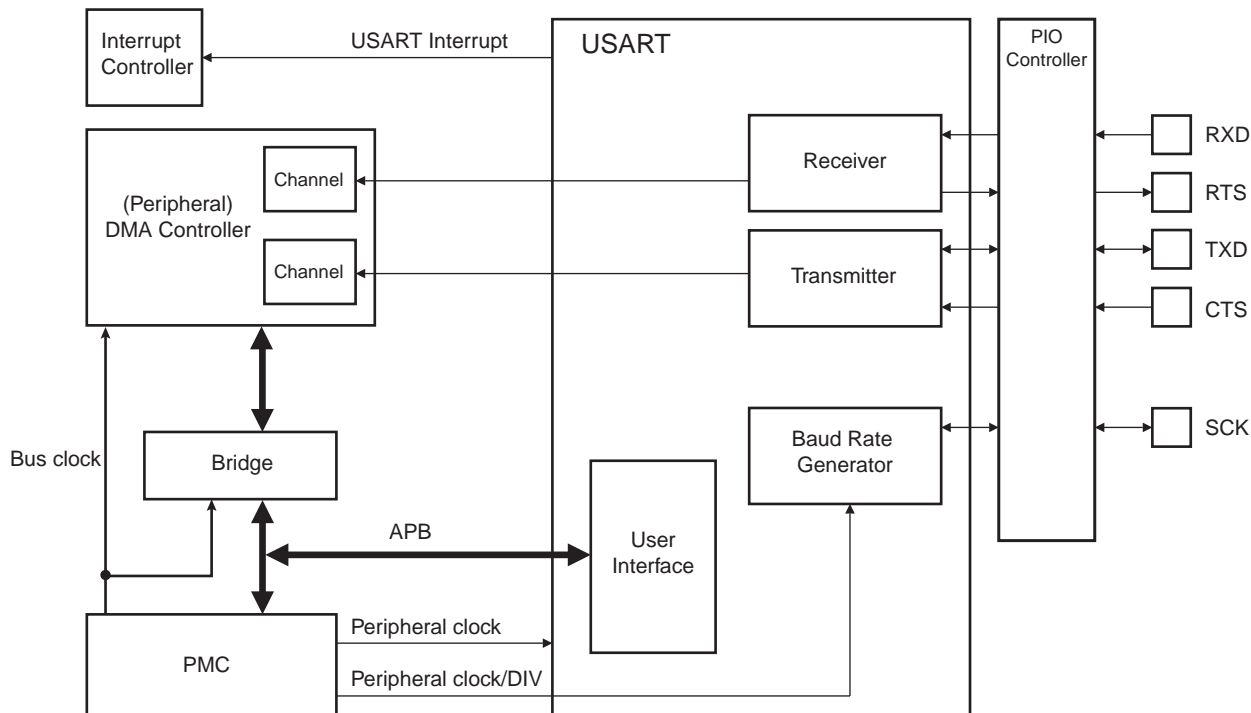 Interrupt
Controller
USART Interrupt
USART
PIO
Controller
(Peripheral)
DMA Controller
Channel
Channel
Receiver
Transmitter
RXD
RTS
TXD
CTS
SCK
Baud Rate
Generator
Bus clock
Bridge
APB
User
Interface
PMC
Peripheral clock
Peripheral clock/DIV